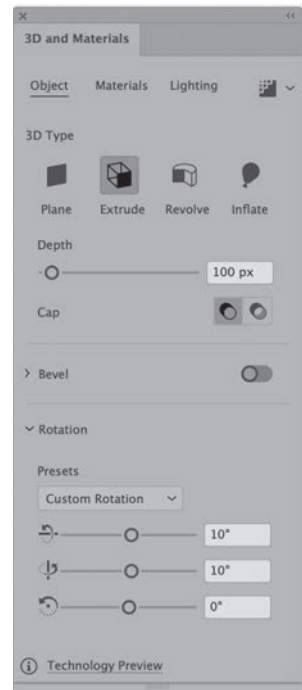 3D and Materials
Object Materials Lighting
3D Type
Plane Extrude Revolve Inflate
Depth
100 px
Cap
Bevel
Rotation
Presets
Custom Rotation
10°
10°
0°
Technology Preview